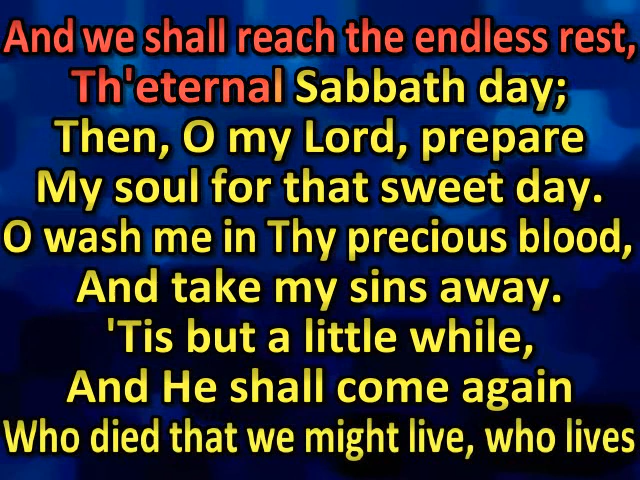 And we shall reach the endless rest,
Th'eternal Sabbath day;
Then, O my Lord, prepare
My soul for that sweet day.
O wash me in Thy precious blood,
And take my sins away.
'Tis but a little while,
And He shall come again
Who died that we might live, who lives